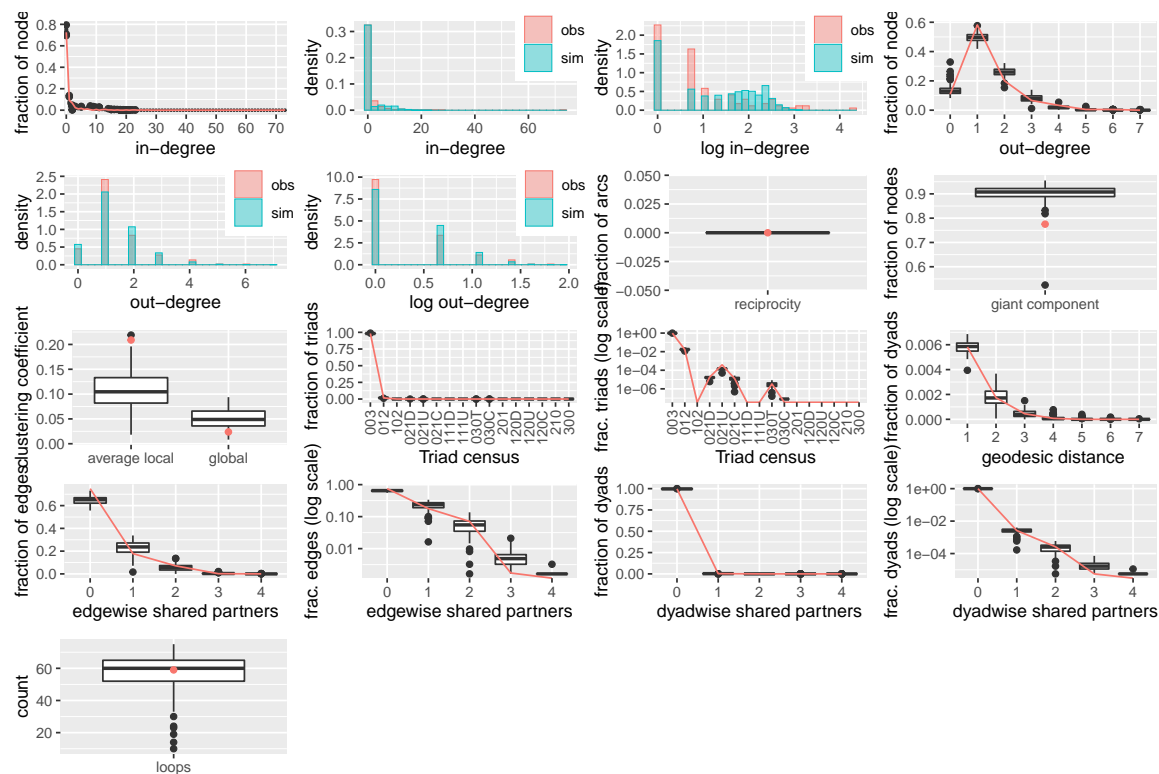 fraction of node
0.8
0.6
0.4
0.2
0.0
0 10 20 30 40 50 60 70
in−degree
density
0.3
0.2
0.1
0.0
0 20 40 60
in−degree
obs
sim
density
2.0
1.5
1.0
0.5
0.0
0 1 2 3 4
log in−degree
obs
sim
fraction of node
0.6
0.4
0.2
0.0
0 1 2 3 4 5 6 7
out−degree
density
2.5
2.0
1.5
1.0
0.5
0.0
0 2 4 6
out−degree
obs
sim
density
10.0
7.5
5.0
2.5
0.0
0.0 0.5 1.0 1.5 2.0
log out−degree
obs
sim
fraction of arcs
0.050
0.025
0.000
−0.025
−0.050
reciprocity
fraction of nodes
0.9
0.8
0.7
0.6
giant component
clustering coefficient
0.20
0.15
0.10
0.05
0.00
average local global
fraction of triads
1.00
0.75
0.50
0.25
0.00
003 012 102 021D 021U 021C 111D 111U 030T 030C 201 120D 120U 120C 210 300
Triad census
frac. triads (log scale)
1e+00
1e−02
1e−04
1e−06
003 012 102 021D 021U 021C 111D 111U 030T 030C 201 120D 120U 120C 210 300
Triad census
fraction of dyads
0.006
0.004
0.002
0.000
1 2 3 4 5 6 7
geodesic distance
fraction of edges
0.6
0.4
0.2
0.0
0 1 2 3 4
edgewise shared partners
frac. edges (log scale)
1.00
0.10
0.01
0 1 2 3 4
edgewise shared partners
fraction of dyads
1.00
0.75
0.50
0.25
0.00
0 1 2 3 4
dyadwise shared partners
frac. dyads (log scale)
1e+00
1e−02
1e−04
0 1 2 3 4
dyadwise shared partners
count
60
40
20
loops